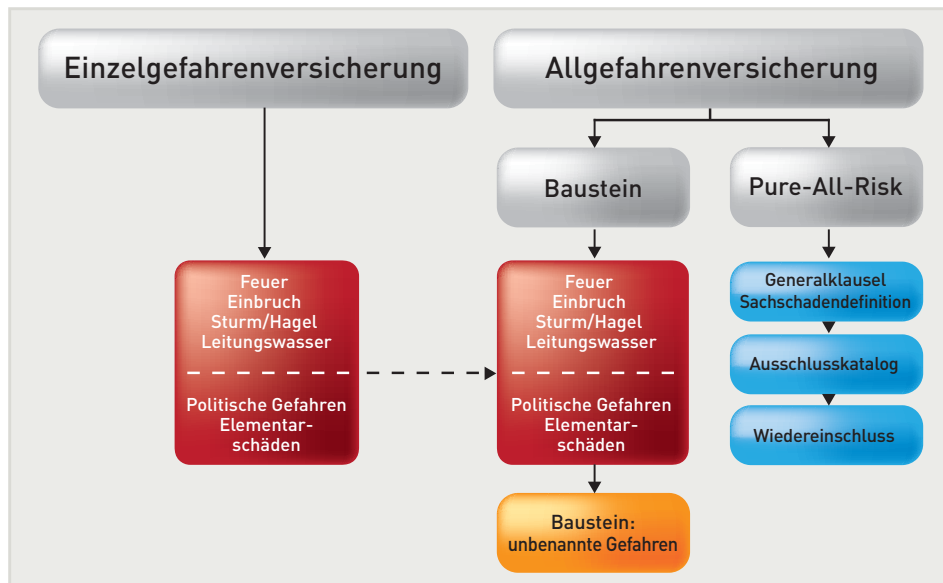 Einzelgefahrenversicherung
Allgefahrenversicherung
Baustein
Pure-All-Risk
Feuer
Einbruch
Sturm/Hagel
Leitungswasser
Politische Gefahren
Elementar-
schäden
Feuer
Einbruch
Sturm/Hagel
Leitungswasser
Politische Gefahren
Elementar-
schäden
Generalklausel
Sachschadendefinition
Ausschlusskatalog
Wiedereinschluss
Baustein:
unbenannte Gefahren